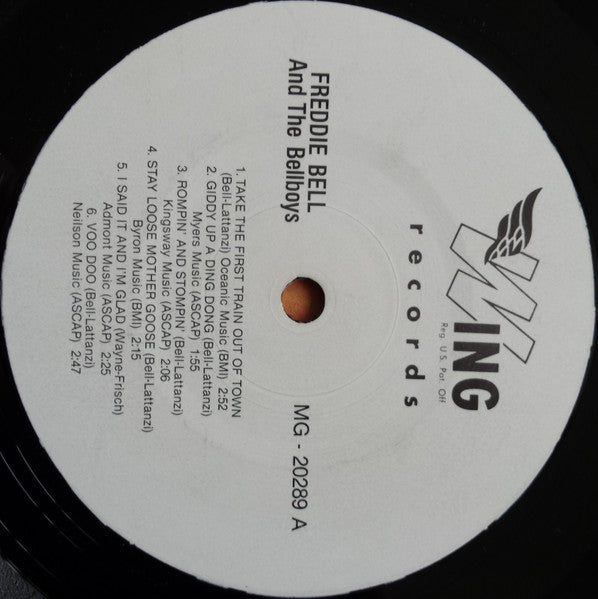 WING
Reg. U.S. Pat. Off
records
FREDDIE BELL
And The Bellboys
MG - 20289 A
1. TAKE THE FIRST TRAIN OUT OF TOWN
(Bell-Lattanzi) Oceanic Music (BMI) 2:52
2. GIDDY UP A DING DONG (Bell-Lattanzi)
Myers Music (ASCAP) 1:55
3. ROMPIN' AND STOMPIN' (Bell-Lattanzi)
Kingsway Music (ASCAP) 2:06
4. STAY LOOSE MOTHER GOOSE (Bell-Lattanzi)
Byron Music (BMI) 2:15
5. I SAID IT AND I'M GLAD (Wayne-Frisch)
Admont Music (ASCAP) 2:25
6. VOO DOO (Bell-Lattanzi)
Neilson Music (ASCAP) 2:47